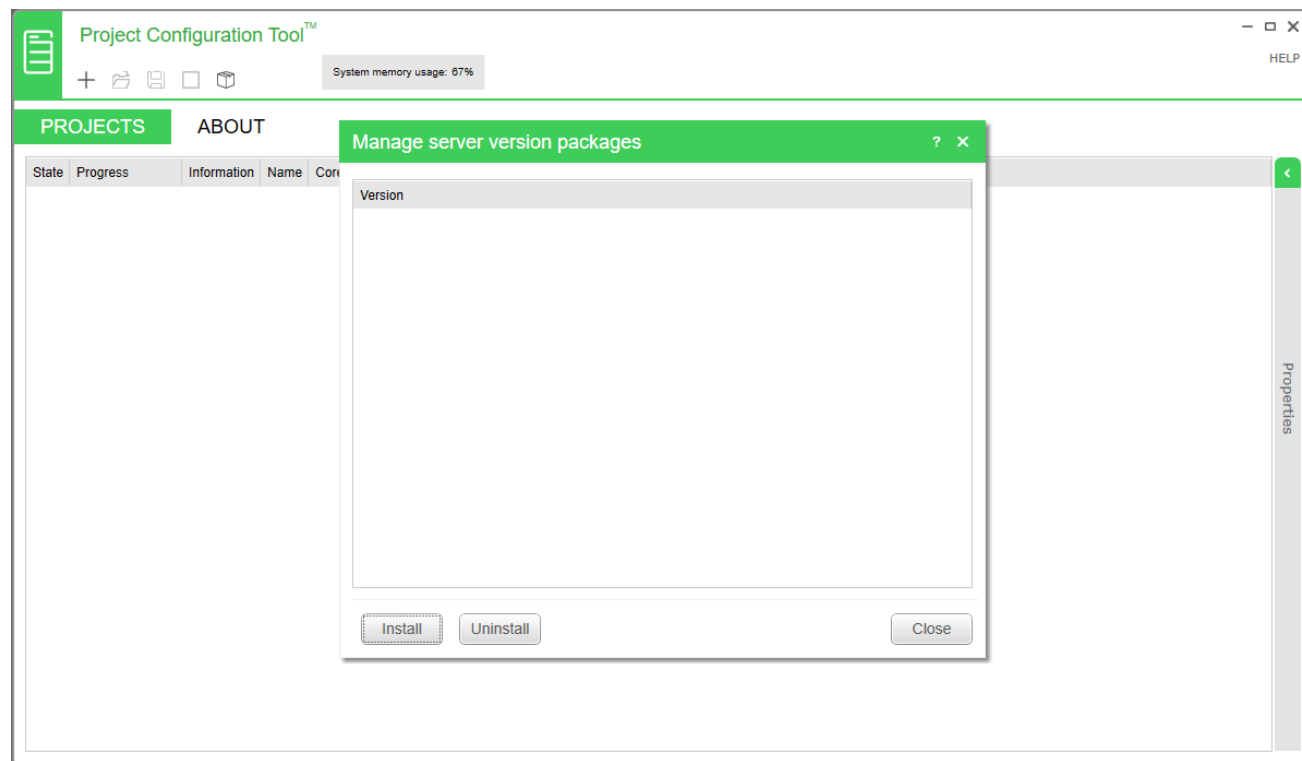 Project Configuration Tool™
HELP
System memory usage: 67%
PROJECTS ABOUT
Manage server version packages ? X
State Progress Information Name Core
Version
Properties
Install Uninstall Close